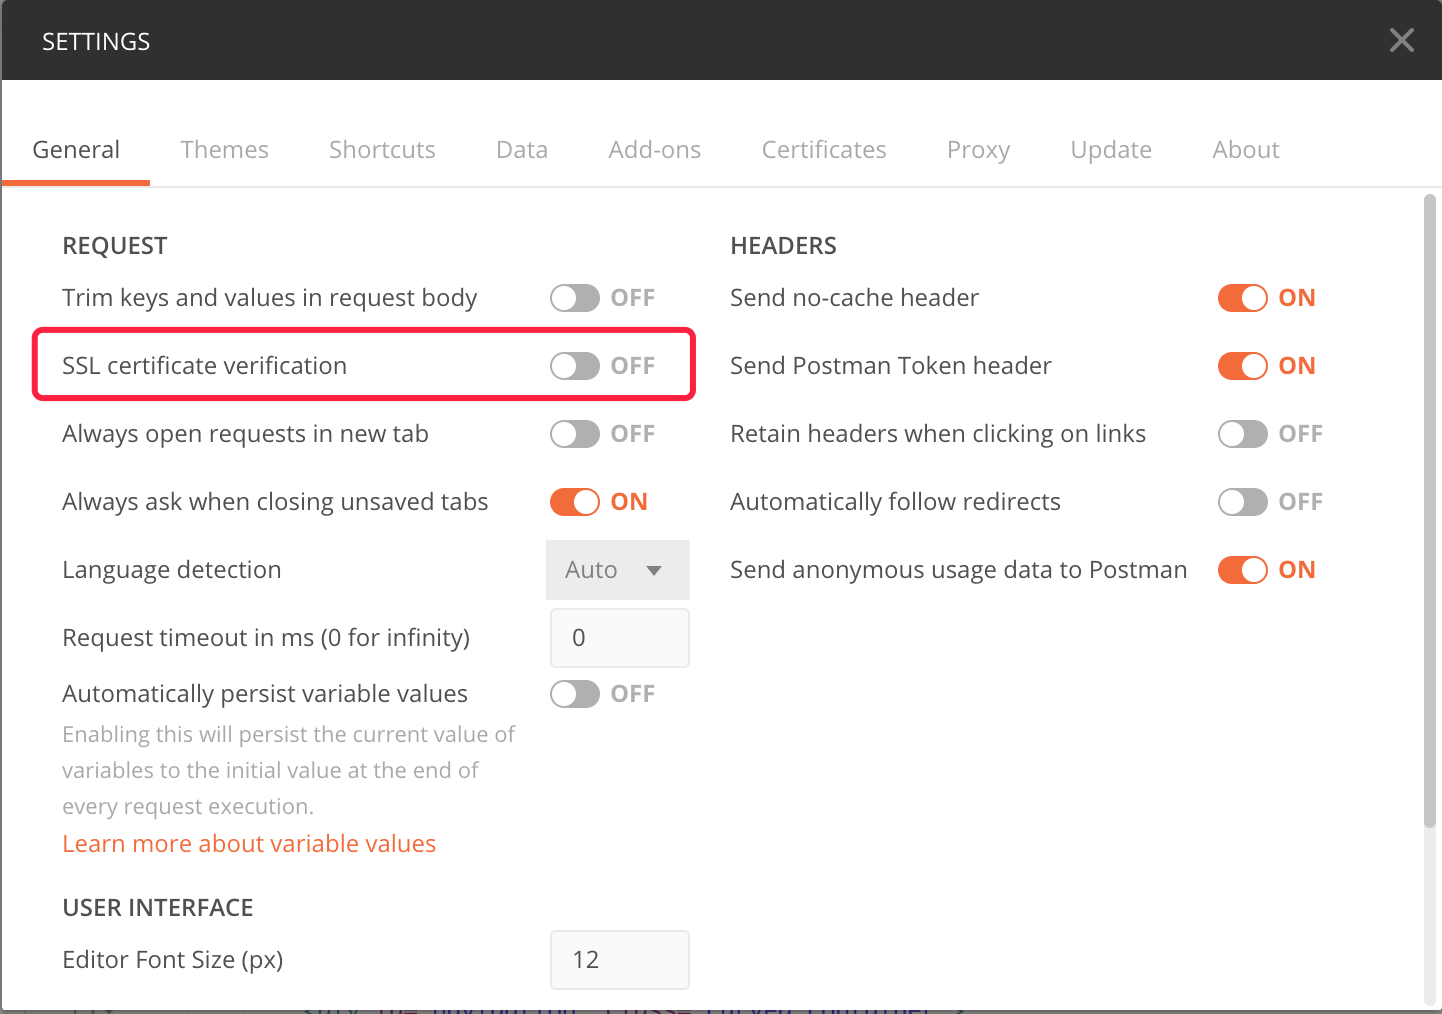 SETTINGS
General Themes Shortcuts Data Add-ons Certificates Proxy Update About
REQUEST
Trim keys and values in request body OFF
SSL certificate verification OFF
Always open requests in new tab OFF
Always ask when closing unsaved tabs ON
Language detection Auto
Request timeout in ms (0 for infinity) 0
Automatically persist variable values OFF
Enabling this will persist the current value of
variables to the initial value at the end of
every request execution.
Learn more about variable values
USER INTERFACE
Editor Font Size (px) 12
HEADERS
Send no-cache header ON
Send Postman Token header ON
Retain headers when clicking on links OFF
Automatically follow redirects OFF
Send anonymous usage data to Postman ON